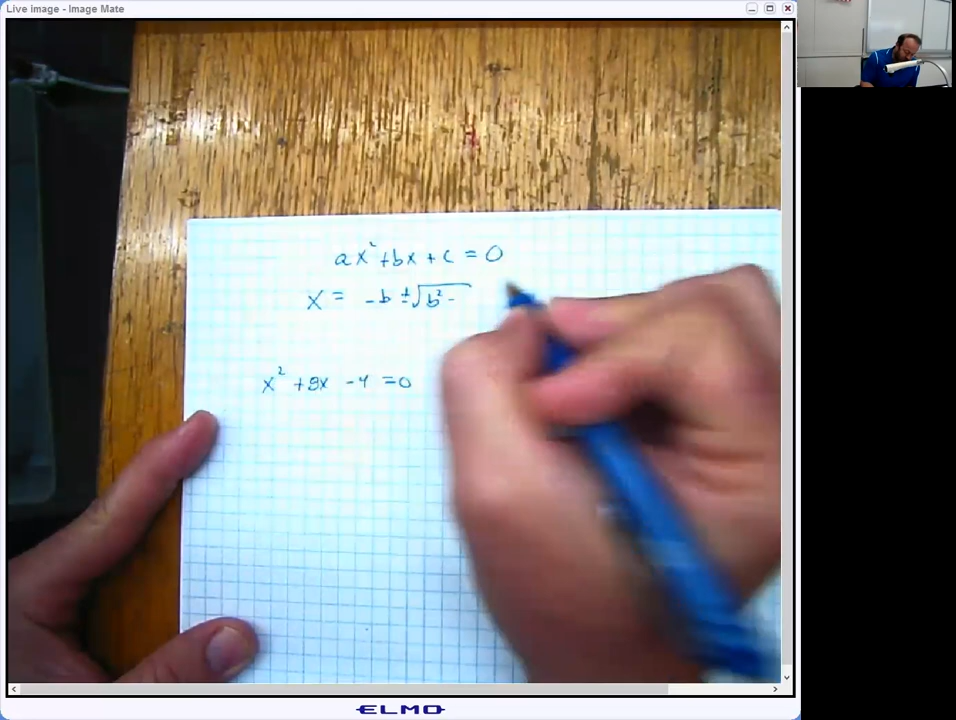 Live image - Image Mate
ax² + bx + c = 0
x = -b ± √b² -
x² + 8x - 4 = 0
ELMO